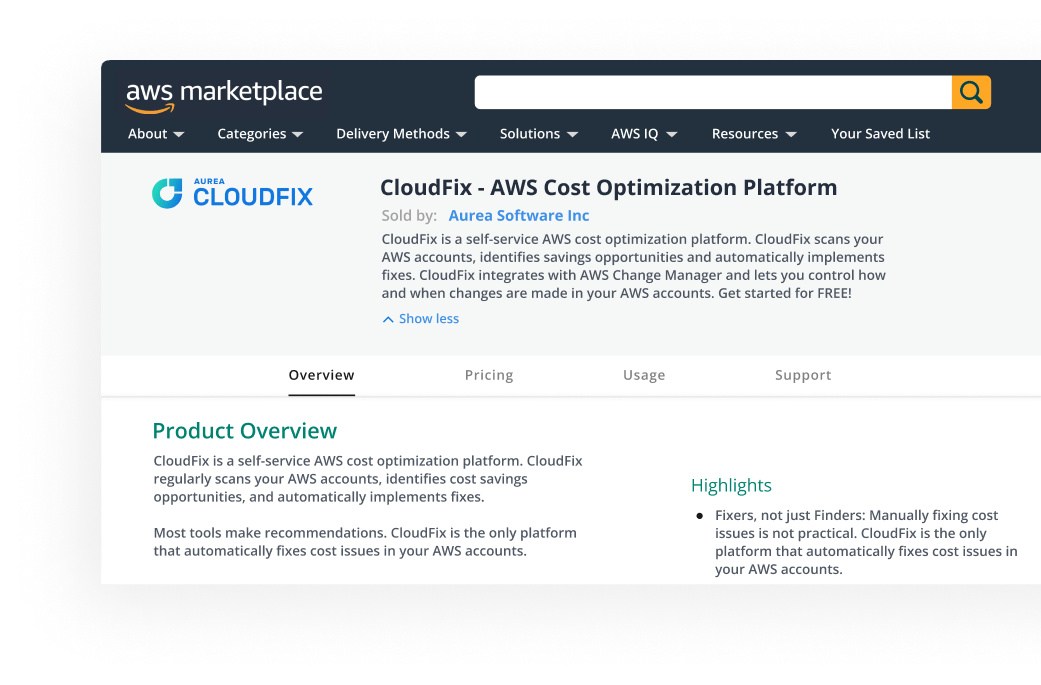 aws marketplace
About
Categories
Delivery Methods
Solutions
AWS IQ
Resources
Your Saved List
AUREA
CLOUDFIX
CloudFix - AWS Cost Optimization Platform
Sold by: Aurea Software Inc
CloudFix is a self-service AWS cost optimization platform. CloudFix scans your
AWS accounts, identifies savings opportunities and automatically implements
fixes. CloudFix integrates with AWS Change Manager and lets you control how
and when changes are made in your AWS accounts. Get started for FREE!
Show less
Overview
Pricing
Usage
Support
Product Overview
CloudFix is a self-service AWS cost optimization platform. CloudFix
regularly scans your AWS accounts, identifies cost savings
opportunities, and automatically implements fixes.
Most tools make recommendations. CloudFix is the only platform
that automatically fixes cost issues in your AWS accounts.
Highlights
Fixers, not just Finders: Manually fixing cost
issues is not practical. CloudFix is the only
platform that automatically fixes cost issues in
your AWS accounts.